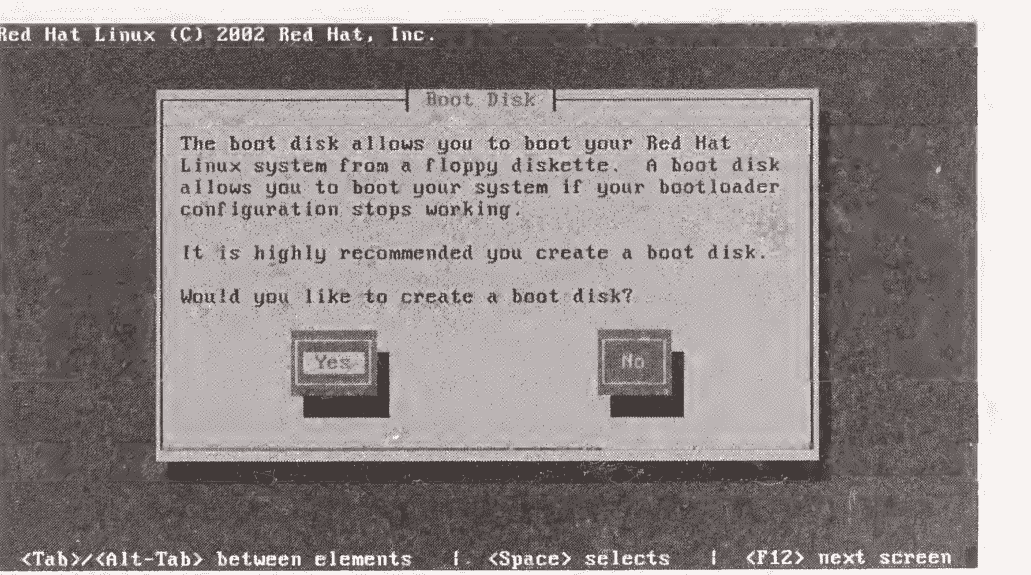 Red Hat Linux (C) 2002 Red Hat, Inc.
Boot Disk
The boot disk allows you to boot your Red Hat
Linux system from a floppy diskette. A boot disk
allows you to boot your system if your bootloader
configuration stops working.
It is highly recommended you create a boot disk.
Would you like to create a boot disk?
Yes No
<Tab>/<Alt-Tab> between elements | <Space> selects | <F12> next screen